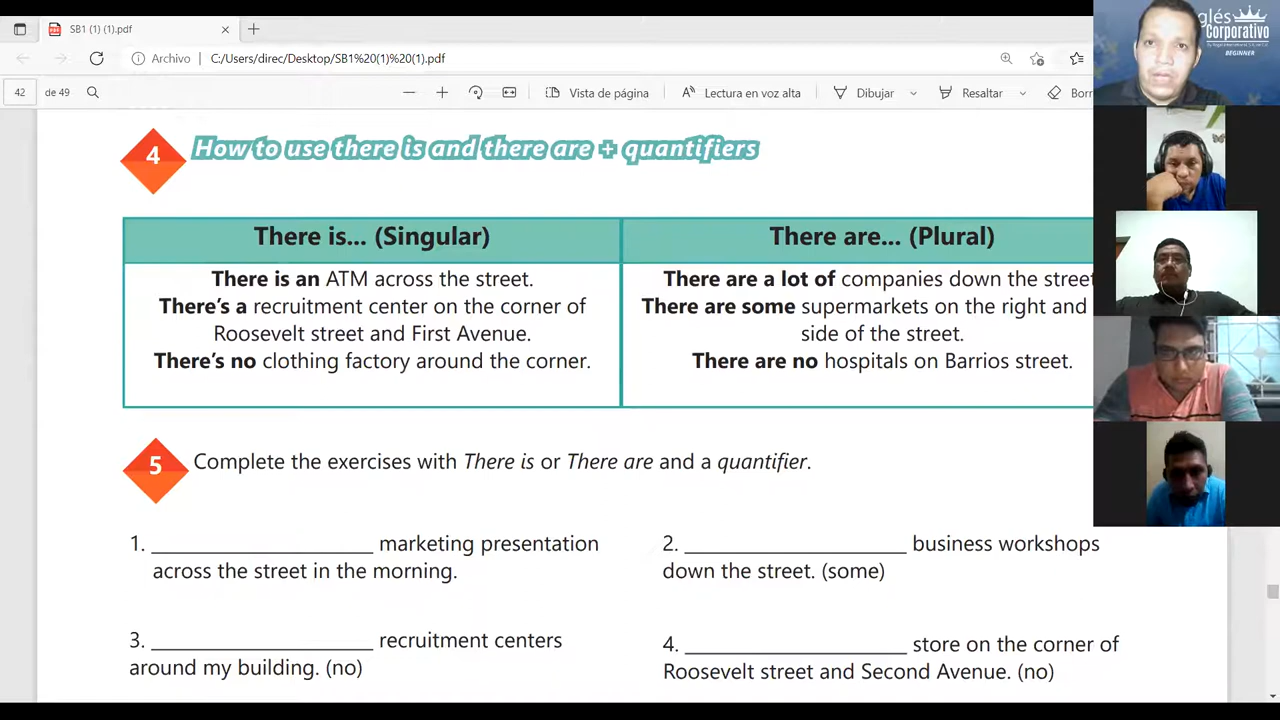 SB1 (1) (1).pdf
Archivo
C:/Users/direc/Desktop/SB1%20(1)%20(1).pdf
42
de 49
Vista de página
Lectura en voz alta
Dibujar
Resaltar
Borr
glés
Corporativo
BEGINNER
4
How to use there is and there are + quantifiers
There is... (Singular)
There is an ATM across the street.
There's a recruitment center on the corner of
Roosevelt street and First Avenue.
There's no clothing factory around the corner.
There are... (Plural)
There are a lot of companies down the street
There are some supermarkets on the right and
side of the street.
There are no hospitals on Barrios street.
5
Complete the exercises with There is or There are and a quantifier.
1. ____________________ marketing presentation
across the street in the morning.
2. ____________________ business workshops
down the street. (some)
3. ____________________ recruitment centers
around my building. (no)
4. ____________________ store on the corner of
Roosevelt street and Second Avenue. (no)